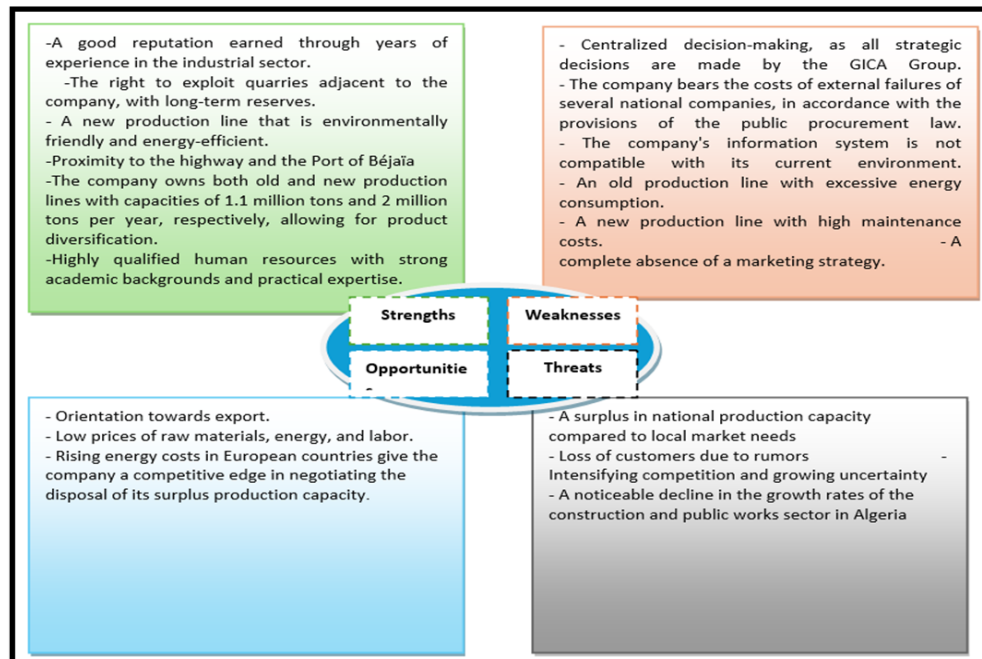 -A good reputation earned through years of
experience in the industrial sector.
-The right to exploit quarries adjacent to the
company, with long-term reserves.
- A new production line that is environmentally
friendly and energy-efficient.
-Proximity to the highway and the Port of Béjaïa
-The company owns both old and new production
lines with capacities of 1.1 million tons and 2 million
tons per year, respectively, allowing for product
diversification.
-Highly qualified human resources with strong
academic backgrounds and practical expertise.
- Centralized decision-making, as all strategic
decisions are made by the GICA Group.
- The company bears the costs of external failures of
several national companies, in accordance with the
provisions of the public procurement law.
- The company's information system is not
compatible with its current environment.
- An old production line with excessive energy
consumption.
- A new production line with high maintenance
costs. - A
complete absence of a marketing strategy.
Strengths
Weaknesses
Opportunitie
Threats
- Orientation towards export.
- Low prices of raw materials, energy, and labor.
- Rising energy costs in European countries give the
company a competitive edge in negotiating the
disposal of its surplus production capacity.
- A surplus in national production capacity
compared to local market needs
- Loss of customers due to rumors -
Intensifying competition and growing uncertainty
- A noticeable decline in the growth rates of the
construction and public works sector in Algeria